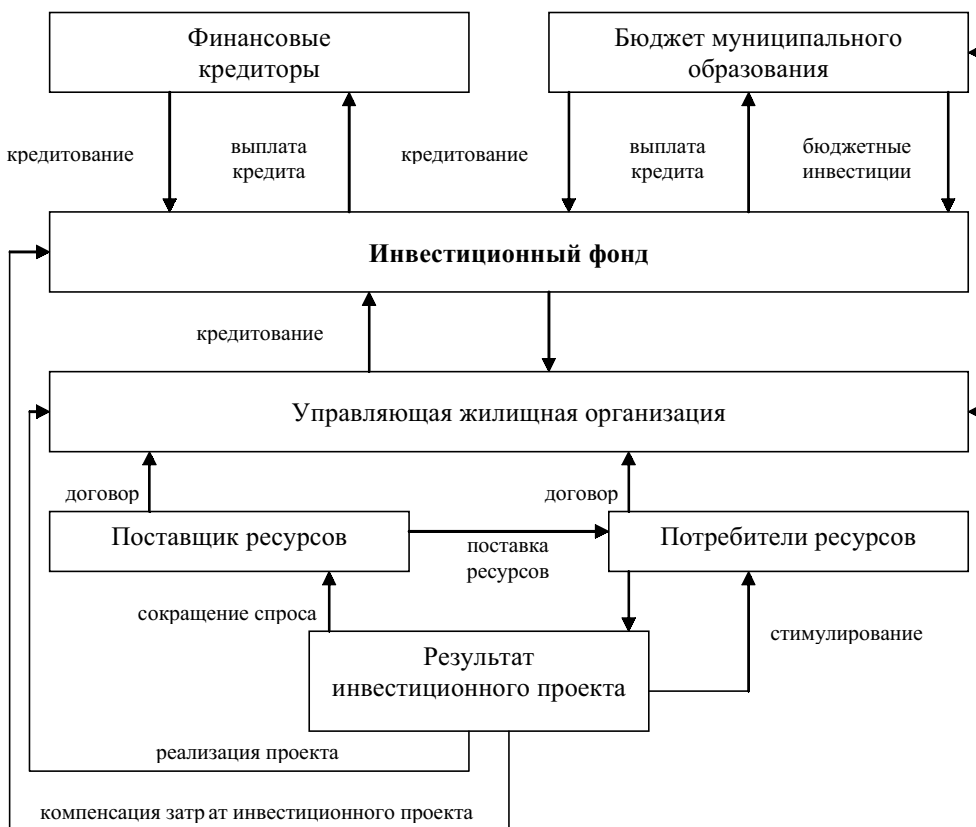 Финансовые
кредиторы
Бюджет муниципального
образования
кредитование
выплата
кредита
кредитование
выплата
кредита
бюджетные
инвестиции
Инвестиционный фонд
кредитование
Управляющая жилищная организация
договор
договор
Поставщик ресурсов
поставка
ресурсов
Потребители ресурсов
сокращение спроса
стимулирование
Результат
инвестиционного проекта
реализация проекта
компенсация затрат инвестиционного проекта